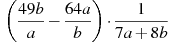 (49b/a − 64a/b) · 1/(7a + 8b)